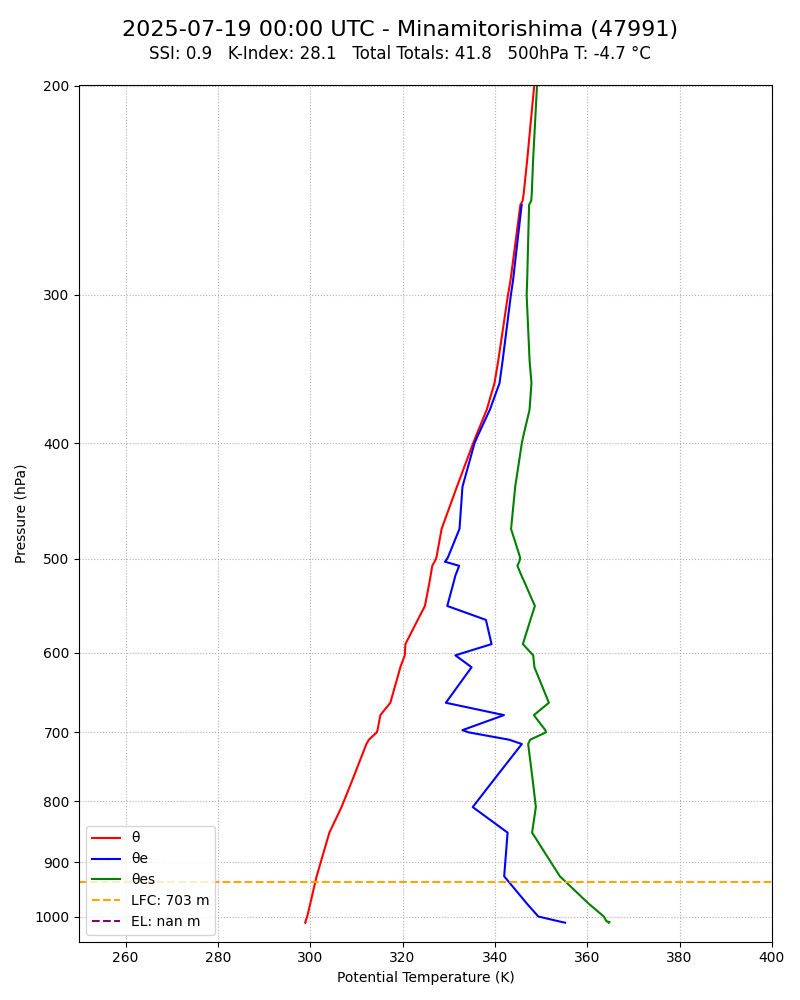 2025-07-19 00:00 UTC - Minamitorishima (47991)
SSI: 0.9   K-Index: 28.1   Total Totals: 41.8   500hPa T: -4.7 °C
200
300
400
500
600
700
800
900
1000
Pressure (hPa)
θ
θe
θes
LFC: 703 m
EL: nan m
260 280 300 320 340 360 380 400
Potential Temperature (K)